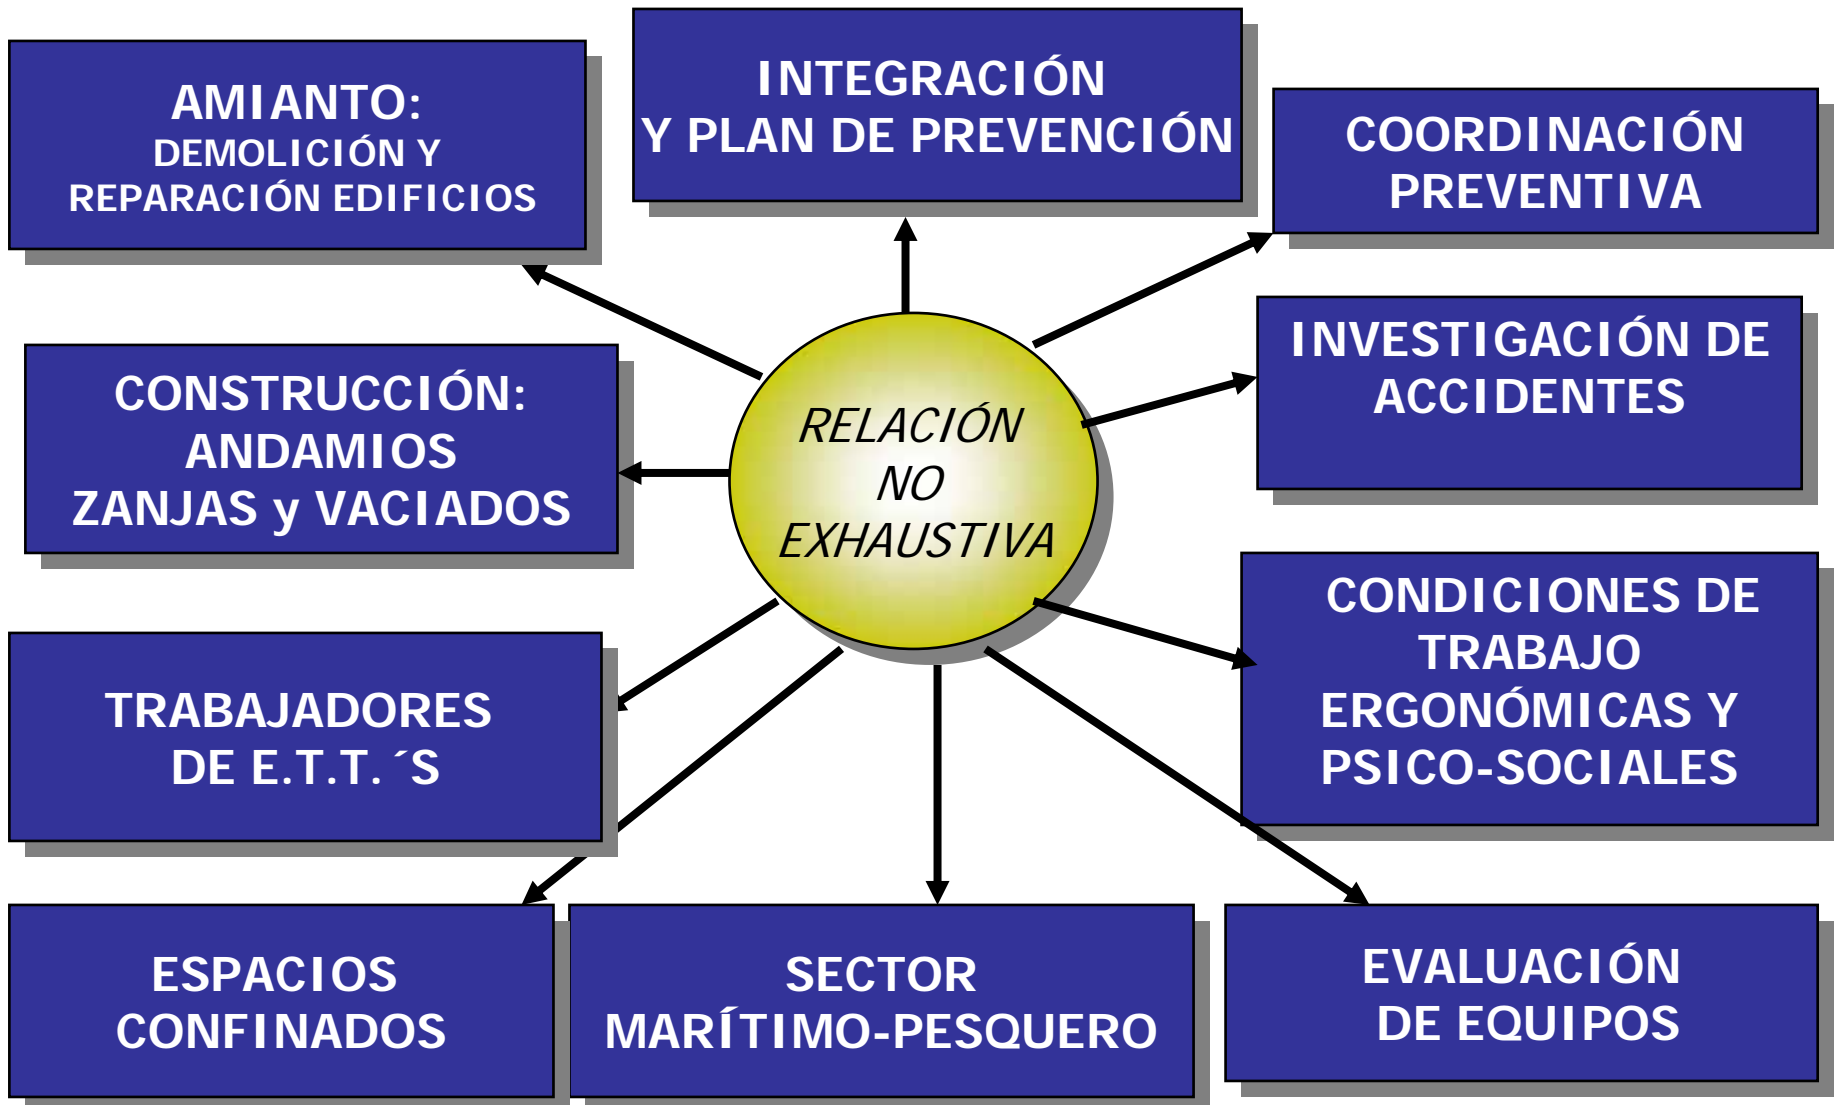 AMIANTO:
DEMOLICIÓN Y
REPARACIÓN EDIFICIOS
INTEGRACIÓN
Y PLAN DE PREVENCIÓN
COORDINACIÓN
PREVENTIVA
INVESTIGACIÓN DE
ACCIDENTES
CONSTRUCCIÓN:
ANDAMIOS
ZANJAS y VACIADOS
RELACIÓN
NO
EXHAUSTIVA
CONDICIONES DE
TRABAJO
ERGONÓMICAS Y
PSICO-SOCIALES
TRABAJADORES
DE E.T.T. ´S
ESPACIOS
CONFINADOS
SECTOR
MARÍTIMO-PESQUERO
EVALUACIÓN
DE EQUIPOS